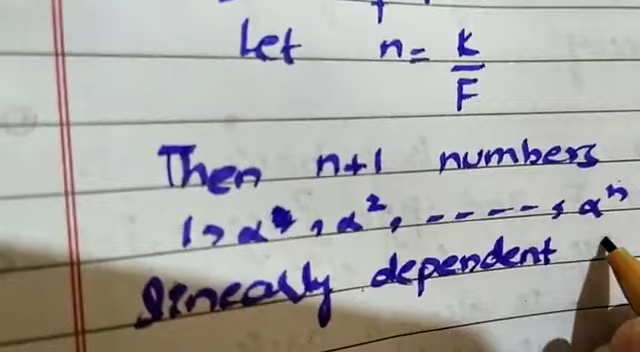 Let n = K/F
Then n+1 numbers
1, α, α², -----, αⁿ
linearly dependent